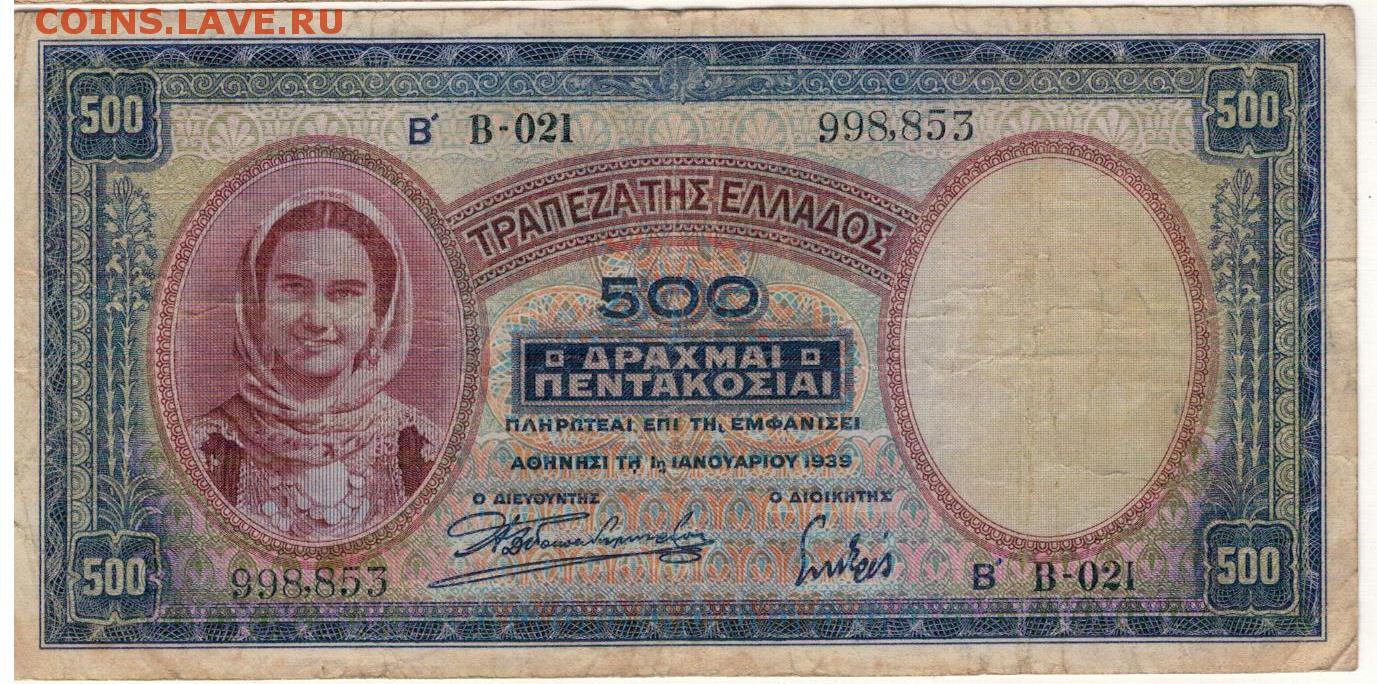 COINS.LAVE.RU
500 500
Β΄ Β-021 998,853
ΤΡΑΠΕΖΑ ΤΗΣ ΕΛΛΑΔΟΣ
500
ΔΡΑΧΜΑΙ
ΠΕΝΤΑΚΟΣΙΑΙ
ΠΛΗΡΩΤΕΑΙ ΕΠΙ ΤΗ, ΕΜΦΑΝΙΣΕΙ
ΑΘΗΝΗΣΙ ΤΗ 1η ΙΑΝΟΥΑΡΙΟΥ 1939
Ο ΔΙΕΥΘΥΝΤΗΣ Ο ΔΙΟΙΚΗΤΗΣ
500 500
998,853 Β΄ Β-021